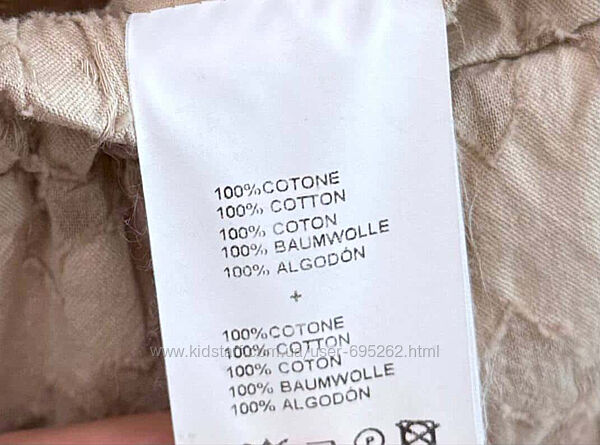 100%COTONE
100% COTTON
100% COTON
100% BAUMWOLLE
100% ALGODÓN
+
100%COTONE
100% COTTON
www.kidstaff.com.ua/user-695262.html
100% COTON
100% BAUMWOLLE
100% ALGODÓN
P